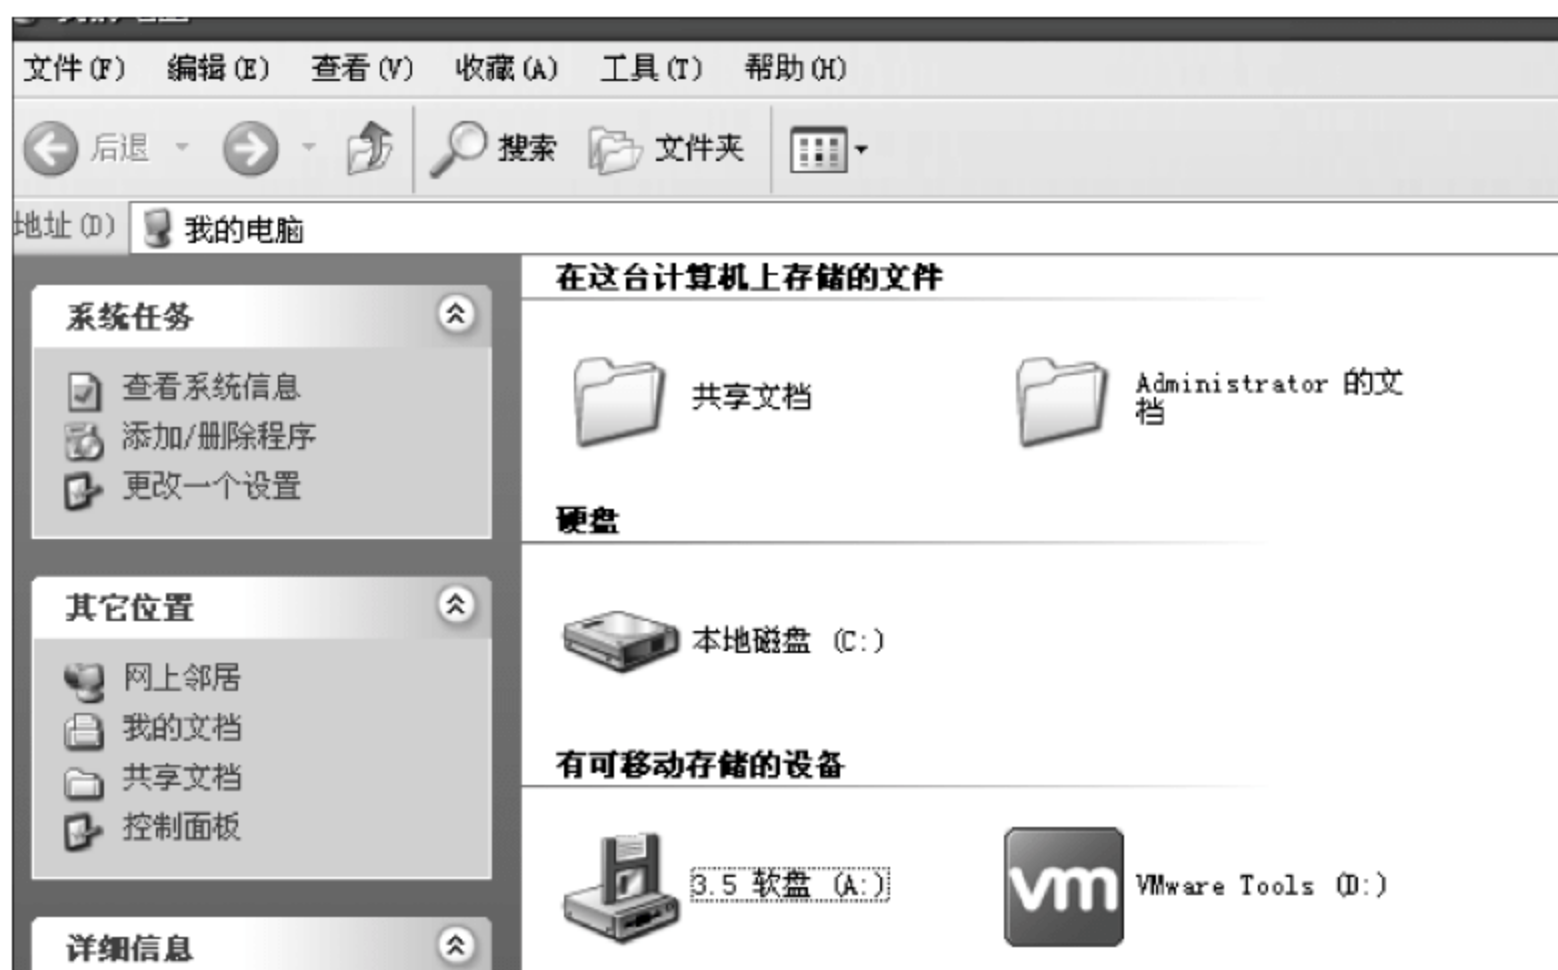 文件(F) 编辑(E) 查看(V) 收藏(A) 工具(T) 帮助(H)
后退 搜索 文件夹
地址(D) 我的电脑
系统任务
查看系统信息
添加/删除程序
更改一个设置
其它位置
网上邻居
我的文档
共享文档
控制面板
详细信息
在这台计算机上存储的文件
共享文档
Administrator 的文
档
硬盘
本地磁盘 (C:)
有可移动存储的设备
3.5 软盘 (A:)
vm
VMware Tools (D:)